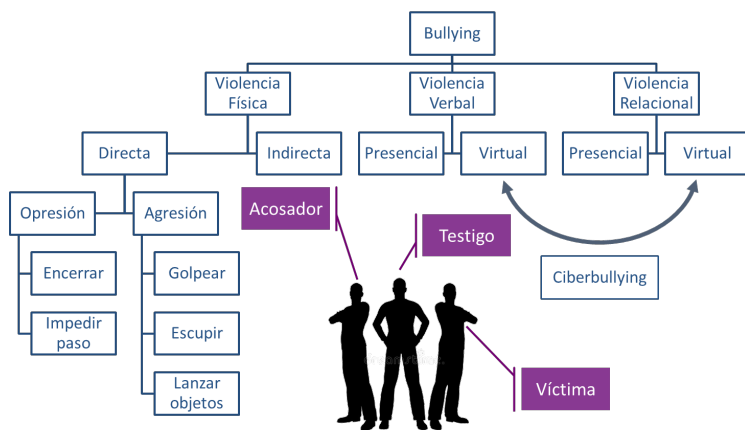 Bullying
Violencia
Física
Violencia
Verbal
Violencia
Relacional
Directa
Indirecta
Presencial
Virtual
Presencial
Virtual
Opresión
Agresión
Acosador
Testigo
Encerrar
Golpear
Ciberbullying
Impedir
paso
Escupir
Lanzar
objetos
Víctima